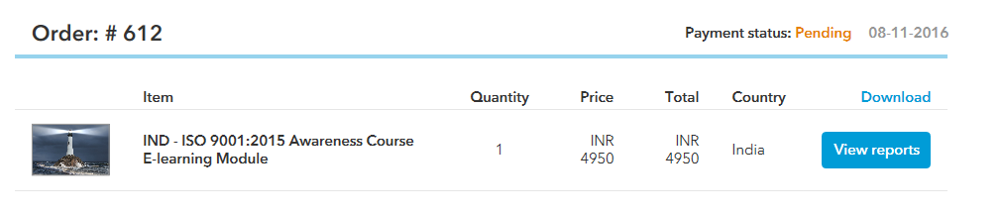 Order: # 612
Payment status: Pending 08-11-2016
Item Quantity Price Total Country Download
IND - ISO 9001:2015 Awareness Course
E-learning Module
1
INR
4950
INR
4950
India
View reports